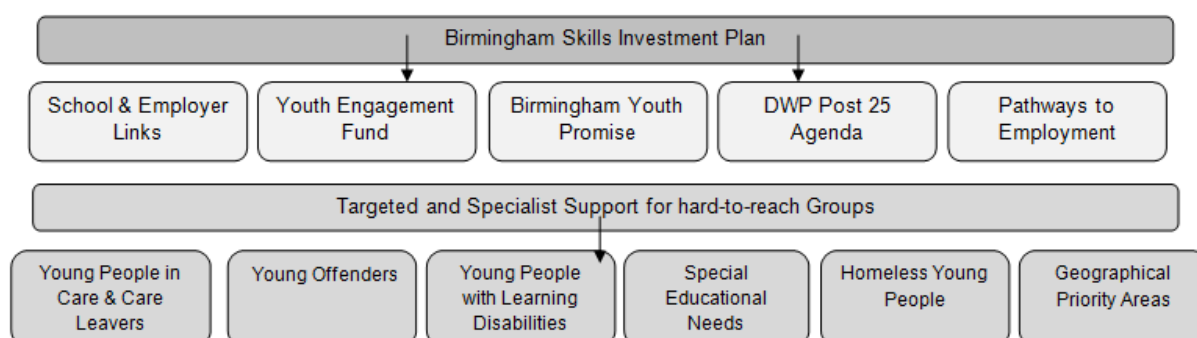 Birmingham Skills Investment Plan
School & Employer
Links
Youth Engagement
Fund
Birmingham Youth
Promise
DWP Post 25
Agenda
Pathways to
Employment
Targeted and Specialist Support for hard-to-reach Groups
Young People in
Care & Care
Leavers
Young Offenders
Young People
with Learning
Disabilities
Special
Educational
Needs
Homeless Young
People
Geographical
Priority Areas